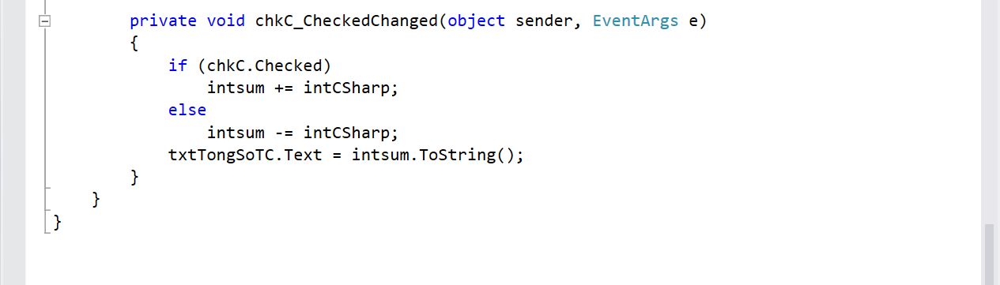 private void chkC_CheckedChanged(object sender, EventArgs e)
{
if (chkC.Checked)
intsum += intCSharp;
else
intsum -= intCSharp;
txtTongSoTC.Text = intsum.ToString();
}
}
}